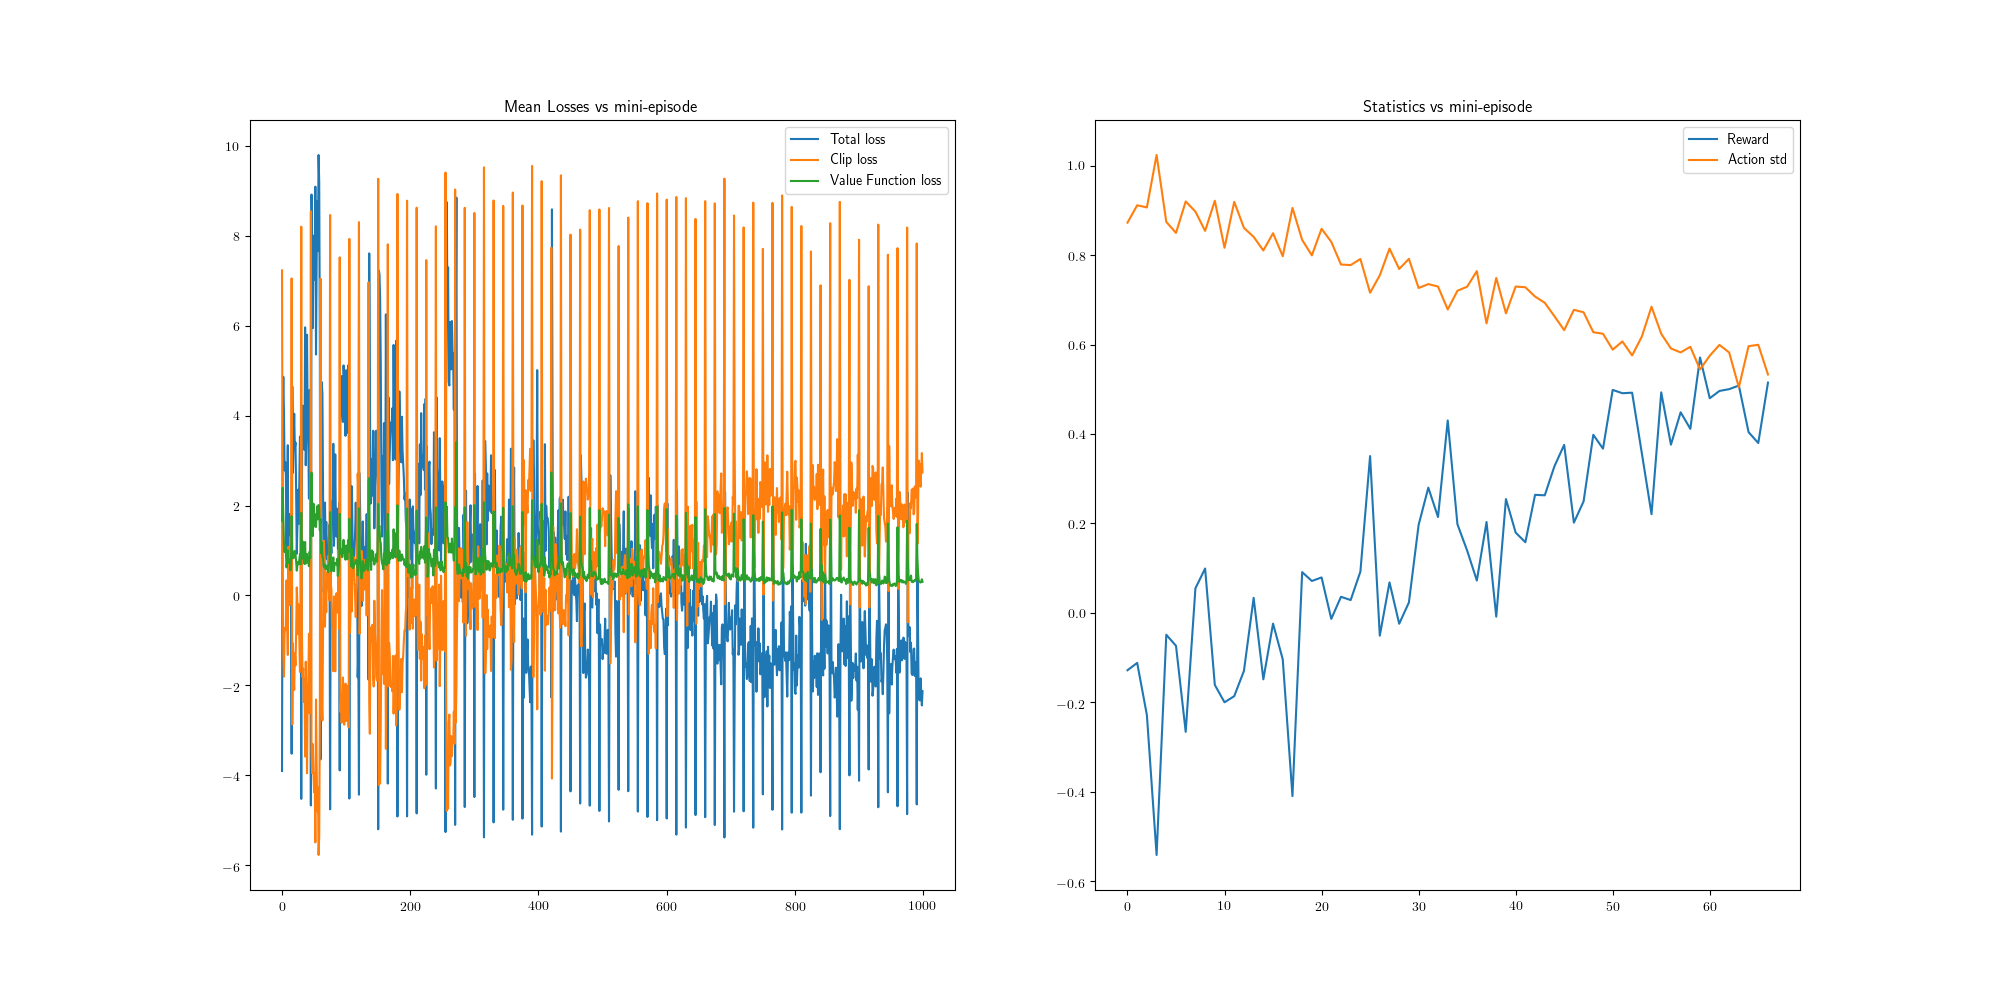 Mean Losses vs mini-episode
Total loss
Clip loss
Value Function loss
10
8
6
4
2
0
−2
−4
−6
0 200 400 600 800 1000
Statistics vs mini-episode
Reward
Action std
1.0
0.8
0.6
0.4
0.2
0.0
−0.2
−0.4
−0.6
0 10 20 30 40 50 60